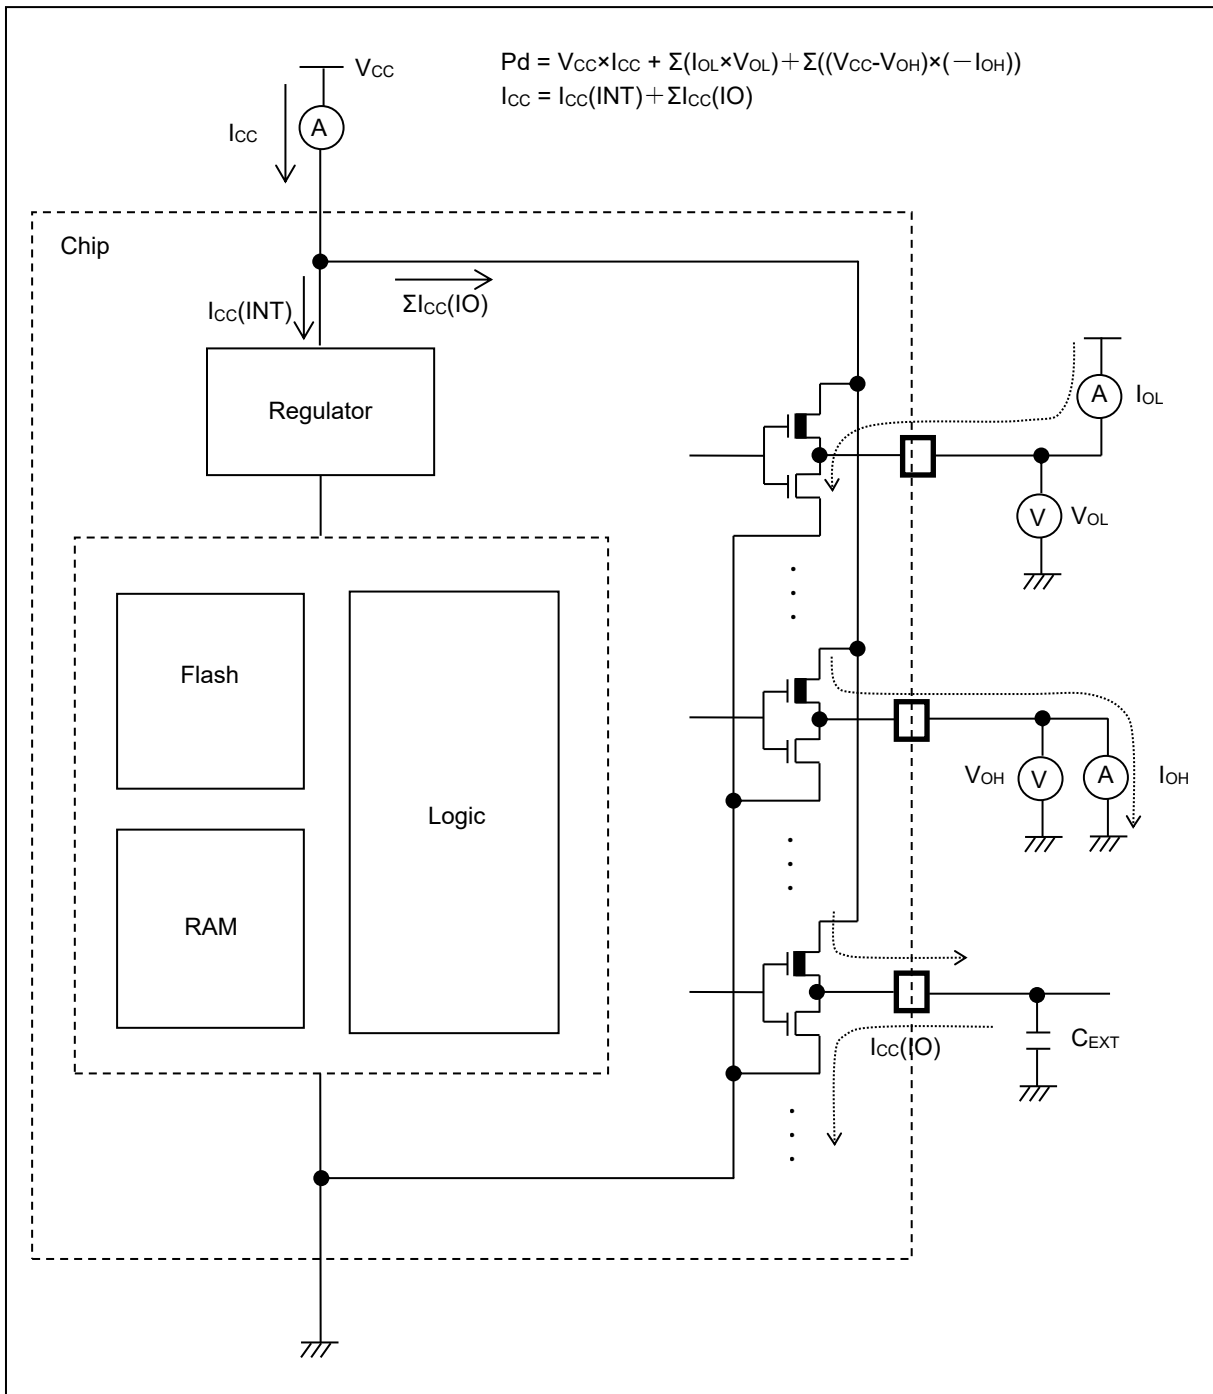 Pd = VCC×ICC + Σ(IOL×VOL)+Σ((VCC-VOH)×(-IOH))
ICC = ICC(INT)+ΣICC(IO)
VCC
A
ICC
Chip
ICC(INT)
ΣICC(IO)
Regulator
A
IOL
V
VOL
Flash
Logic
RAM
VOH
V
A
IOH
ICC(IO)
CEXT